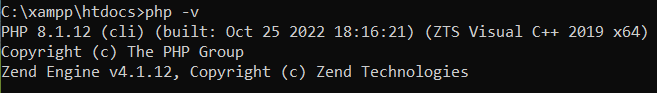 C:\xampp\htdocs>php -v
PHP 8.1.12 (cli) (built: Oct 25 2022 18:16:21) (ZTS Visual C++ 2019 x64)
Copyright (c) The PHP Group
Zend Engine v4.1.12, Copyright (c) Zend Technologies